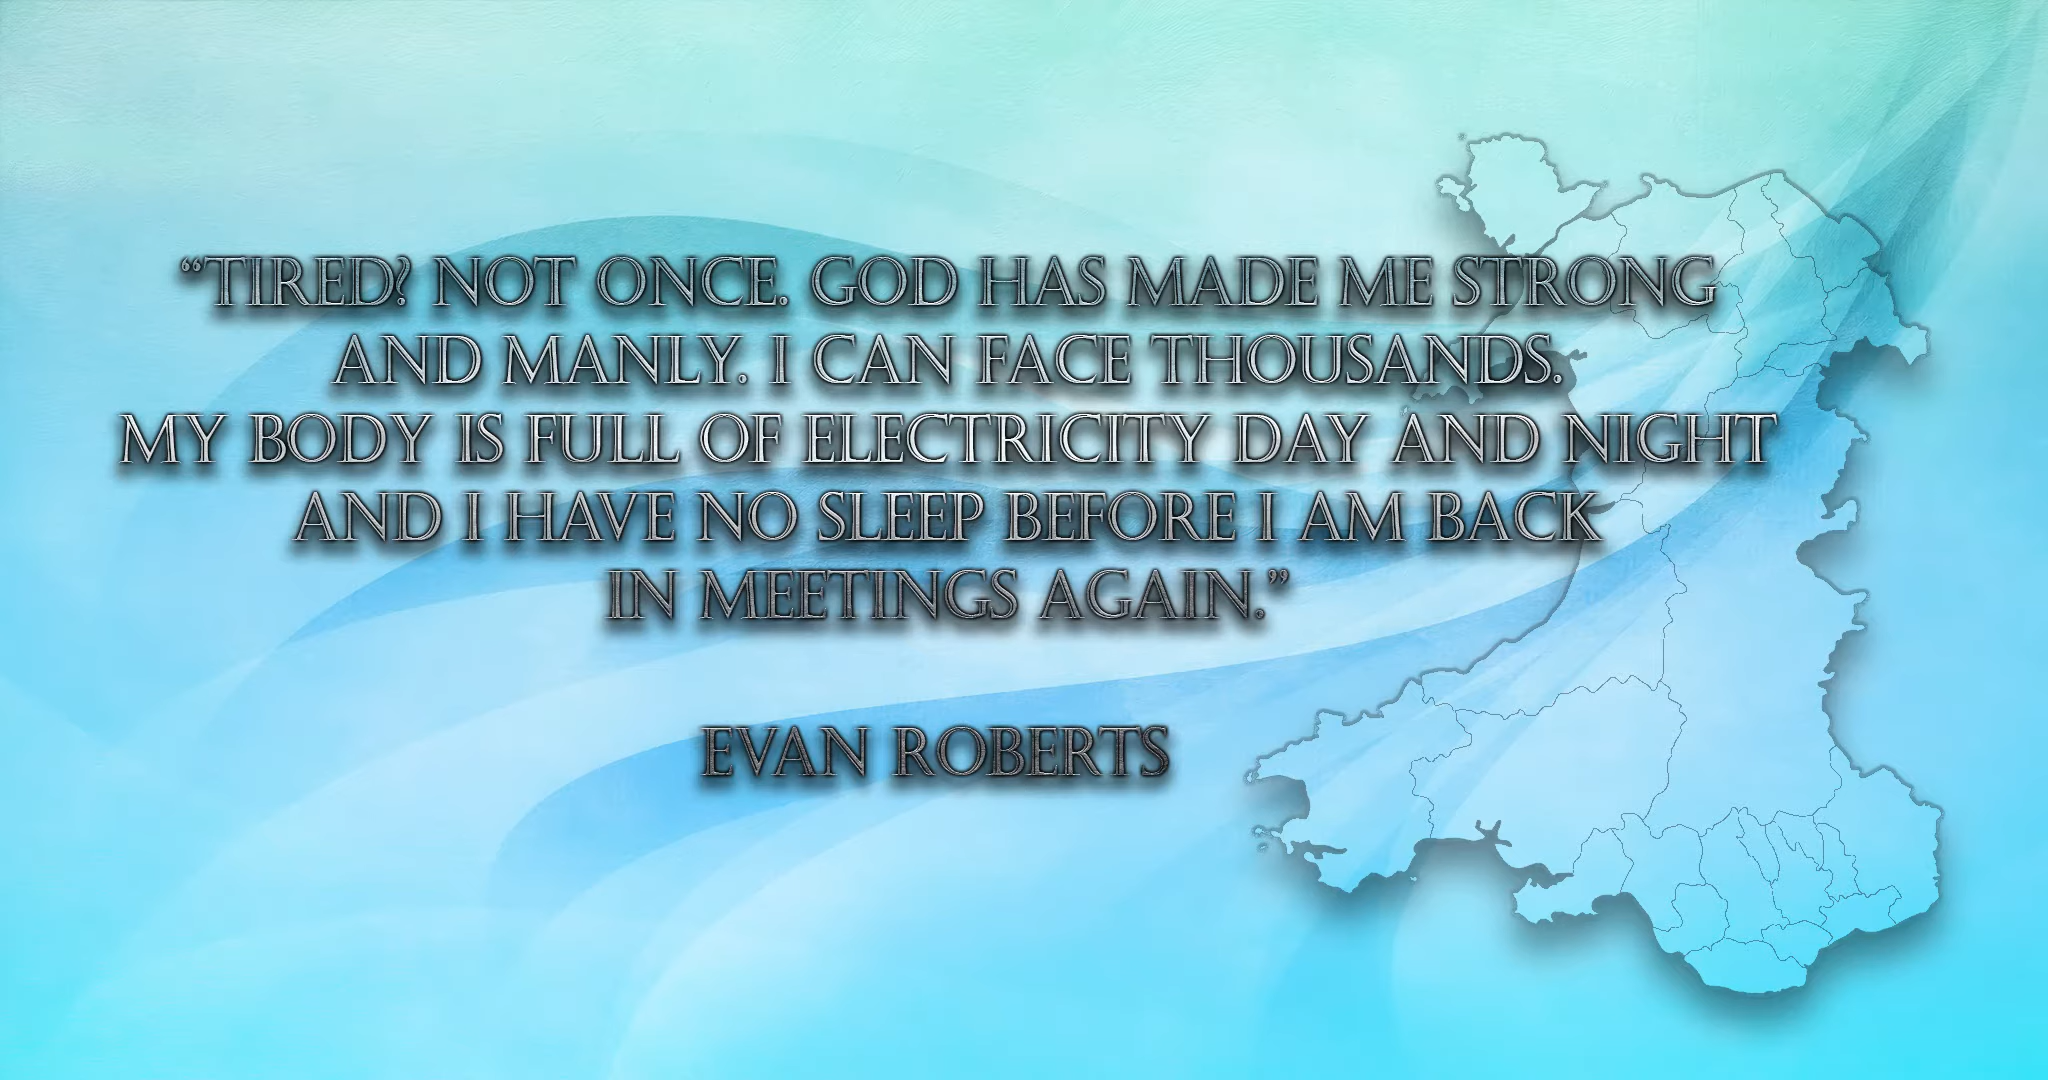 “TIRED? NOT ONCE. GOD HAS MADE ME STRONG
AND MANLY. I CAN FACE THOUSANDS.
MY BODY IS FULL OF ELECTRICITY DAY AND NIGHT
AND I HAVE NO SLEEP BEFORE I AM BACK
IN MEETINGS AGAIN.”
EVAN ROBERTS